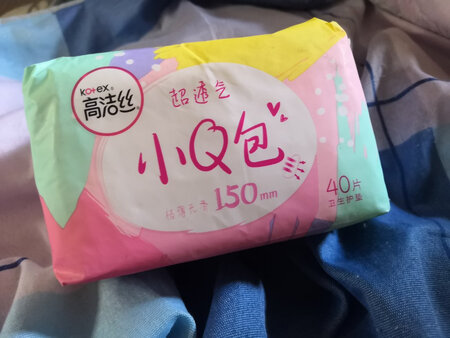 Kotex®
高洁丝
超透气
小Q包
极薄无香
150mm
40片
卫生护垫